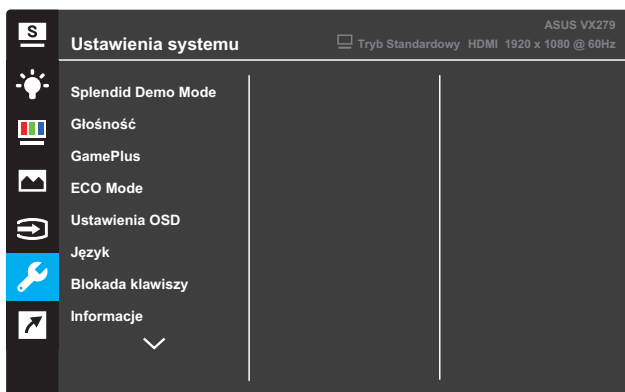 S
ASUS VX279
Ustawienia systemu
Tryb Standardowy HDMI 1920 x 1080 @ 60Hz
Splendid Demo Mode
Głośność
GamePlus
ECO Mode
Ustawienia OSD
Język
Blokada klawiszy
Informacje